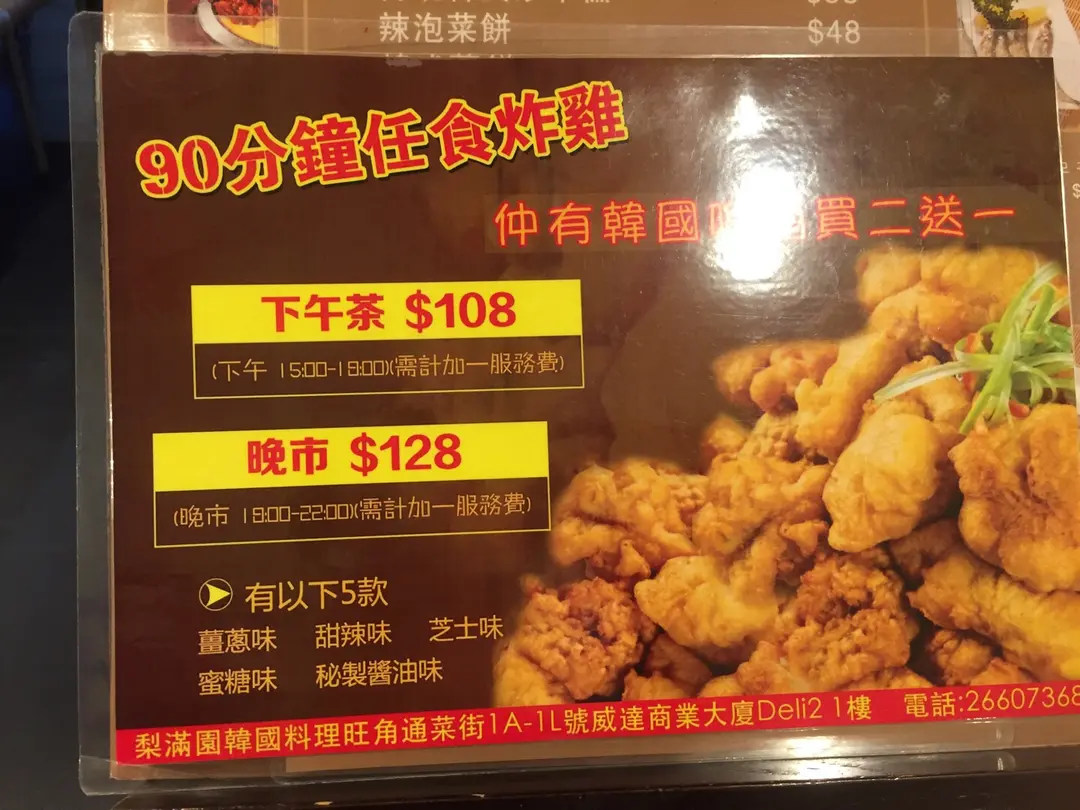 辣泡菜餅
$48
90分鐘任食炸雞
仲有韓國買二送一
下午茶 $108
(下午 15:00-18:00)(需計加一服務費)
晚市 $128
(晚市 18:00-22:00)(需計加一服務費)
有以下5款
薑蔥味 甜辣味 芝士味
蜜糖味 秘製醬油味
梨滿園韓國料理旺角通菜街1A-1L號威達商業大廈Deli2 1樓 電話:26607368